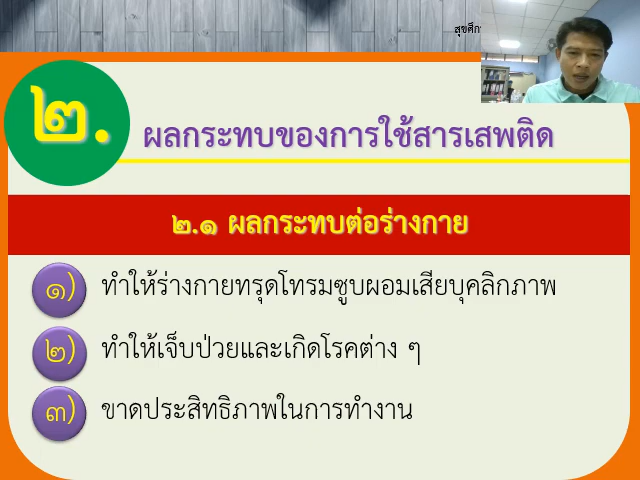 ๒.
ผลกระทบของการใช้สารเสพติด
๒.๑ ผลกระทบต่อร่างกาย
๑) ทำให้ร่างกายทรุดโทรมซูบผอมเสียบุคลิกภาพ
๒) ทำให้เจ็บป่วยและเกิดโรคต่าง ๆ
๓) ขาดประสิทธิภาพในการทำงาน